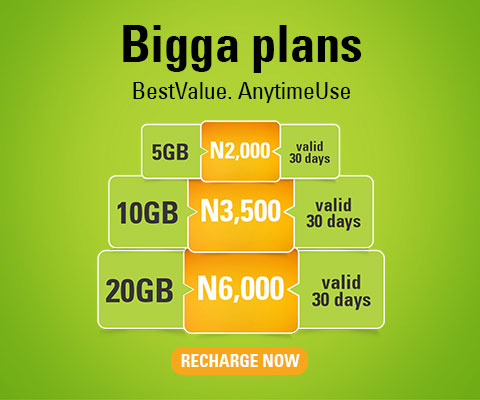 Bigga plans
BestValue. AnytimeUse
5GB N2,000 valid
30 days
10GB N3,500 valid
30 days
20GB N6,000 valid
30 days
RECHARGE NOW